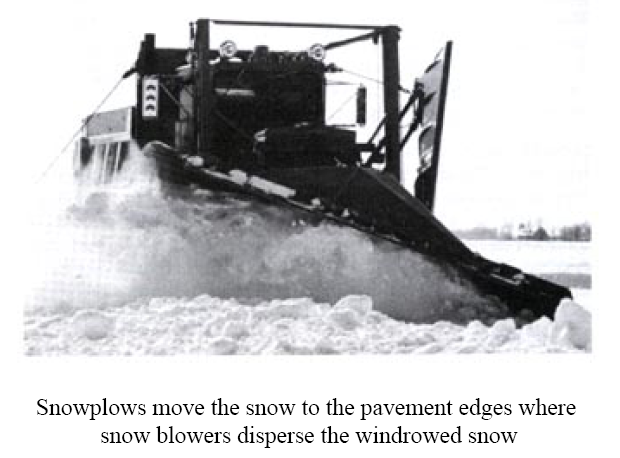 Snowplows move the snow to the pavement edges where
snow blowers disperse the windrowed snow